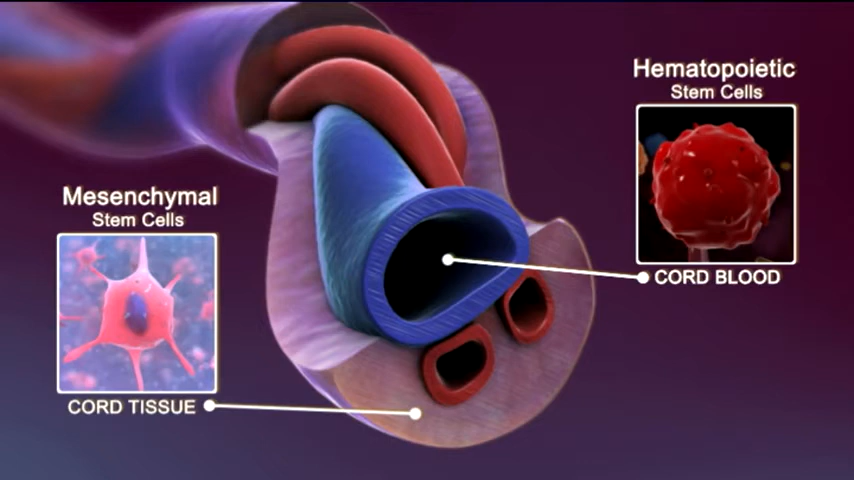 Hematopoietic
Stem Cells
CORD BLOOD
Mesenchymal
Stem Cells
CORD TISSUE